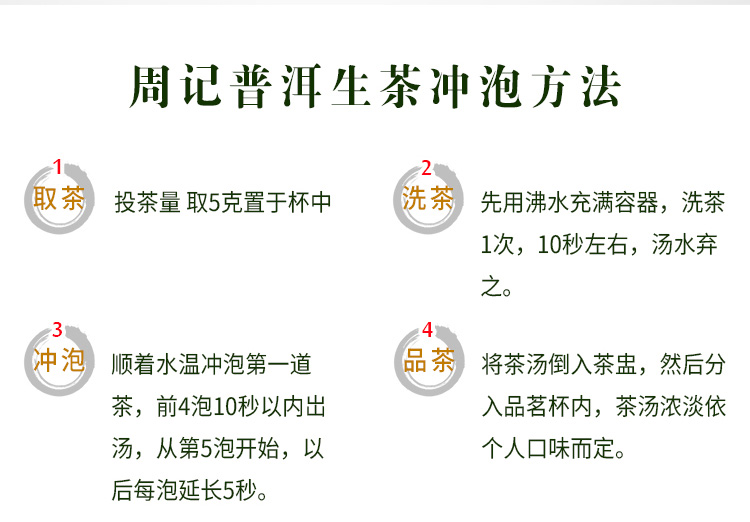 周记普洱生茶冲泡方法
1
取茶
投茶量 取5克置于杯中
2
洗茶
先用沸水充满容器，洗茶
1次，10秒左右，汤水弃
之。
3
冲泡
顺着水温冲泡第一道
茶，前4泡10秒以内出
汤，从第5泡开始，以
后每泡延长5秒。
4
品茶
将茶汤倒入茶盅，然后分
入品茗杯内，茶汤浓淡依
个人口味而定。